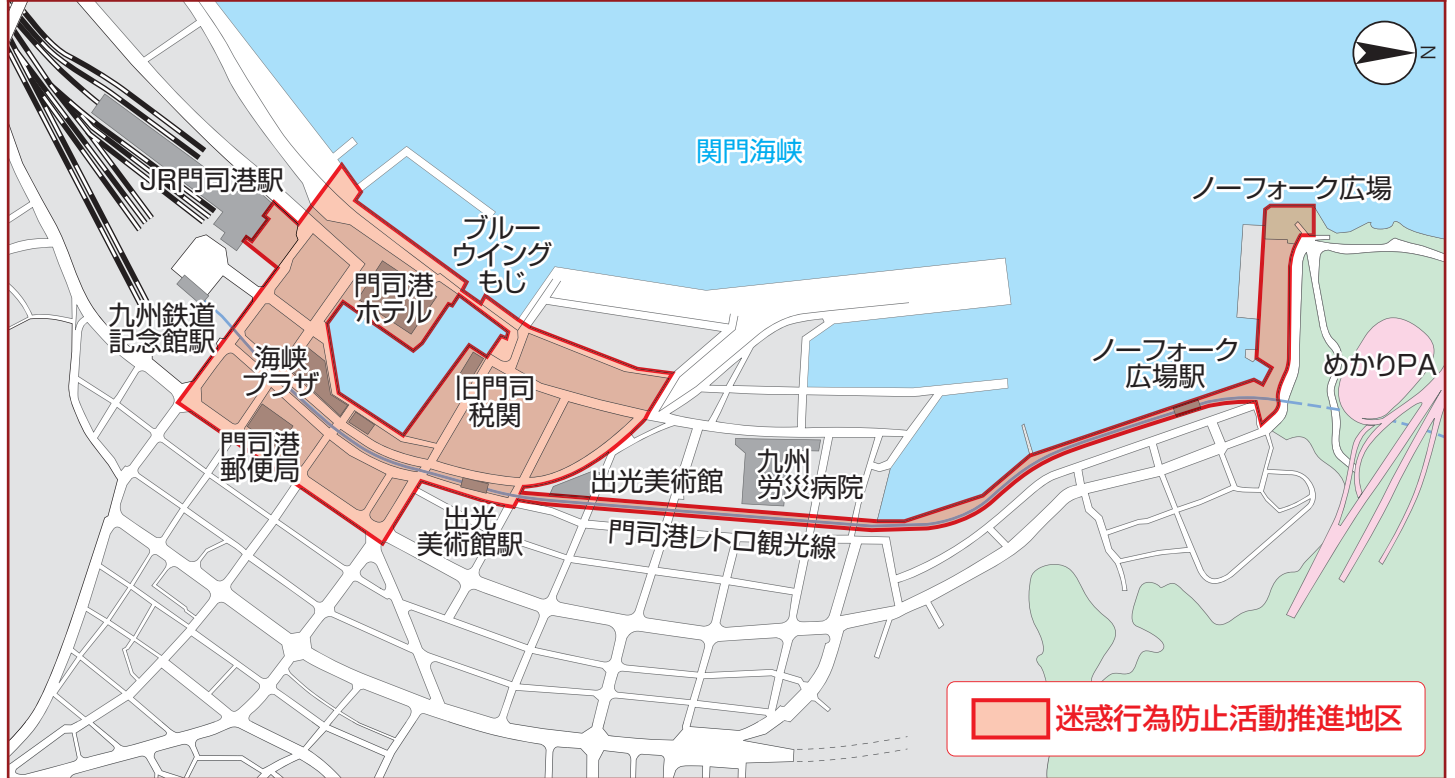 N
関門海峡
ノーフォーク広場
JR門司港駅
ブルー
ウイング
もじ
門司港
ホテル
九州鉄道
記念館駅
海峡
プラザ
旧門司
税関
ノーフォーク
広場駅
めかりPA
門司港
郵便局
出光美術館
九州
労災病院
出光
美術館駅
門司港レトロ観光線
迷惑行為防止活動推進地区